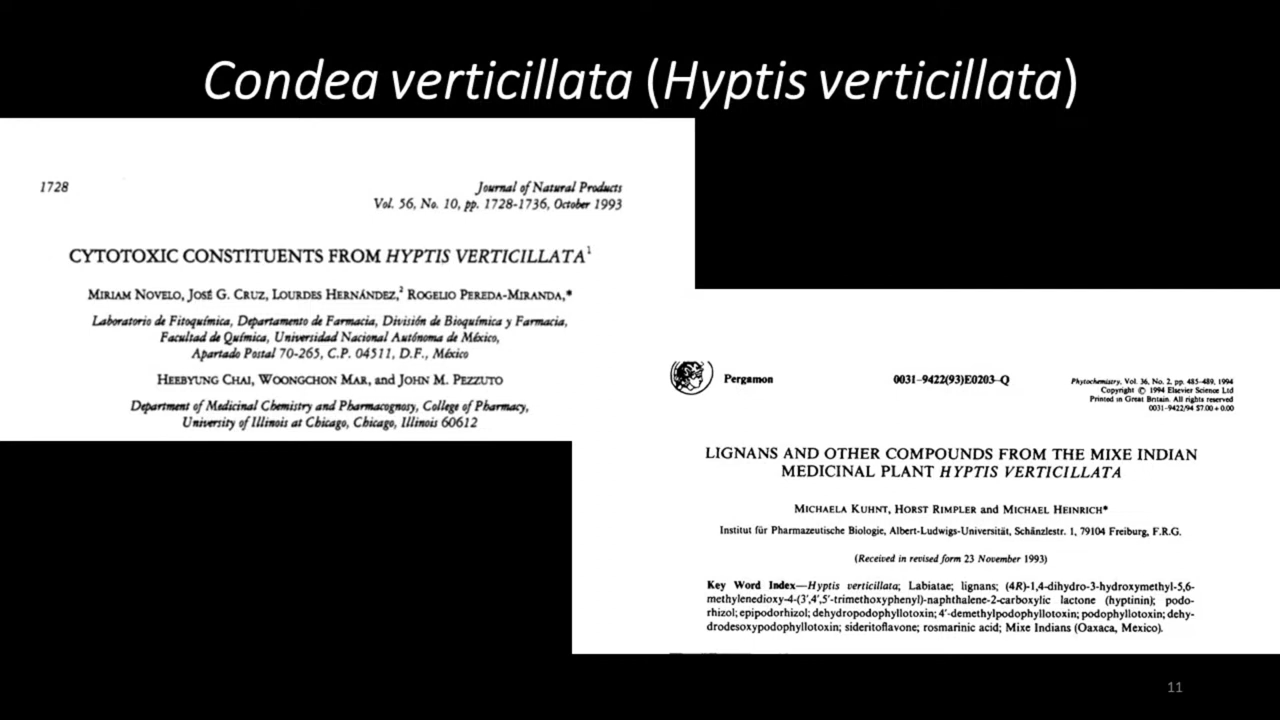 Condea verticillata (Hyptis verticillata)
1728
Journal of Natural Products
Vol. 56, No. 10, pp. 1728-1736, October 1993
CYTOTOXIC CONSTITUENTS FROM HYPTIS VERTICILLATA¹
MIRIAM NOVELO, JOSÉ G. CRUZ, LOURDES HERNÁNDEZ,² ROGELIO PEREDA-MIRANDA,*
Laboratorio de Fitoquímica, Departamento de Farmacia, División de Bioquímica y Farmacia,
Facultad de Química, Universidad Nacional Autónoma de México,
Apartado Postal 70-265, C.P. 04511, D.F., México
HEEBYUNG CHAI, WOONGCHON MAR, and JOHN M. PEZZUTO
Department of Medicinal Chemistry and Pharmacognosy, College of Pharmacy,
University of Illinois at Chicago, Chicago, Illinois 60612
Pergamon
0031-9422(93)E0203-Q
Phytochemistry, Vol. 36, No. 2, pp. 485-489, 1994
Copyright © 1994 Elsevier Science Ltd
Printed in Great Britain. All rights reserved
0031-9422/94 $7.00+0.00
LIGNANS AND OTHER COMPOUNDS FROM THE MIXE INDIAN
MEDICINAL PLANT HYPTIS VERTICILLATA
MICHAELA KUHNT, HORST RIMPLER and MICHAEL HEINRICH*
Institut für Pharmazeutische Biologie, Albert-Ludwigs-Universität, Schänzlestr. 1, 79104 Freiburg, F.R.G.
(Received in revised form 23 November 1993)
Key Word Index—Hyptis verticillata; Labiatae; lignans; (4R)-1,4-dihydro-3-hydroxymethyl-5,6-
methylenedioxy-4-(3',4',5'-trimethoxyphenyl)-naphthalene-2-carboxylic lactone (hyptinin); podo-
rhizol; epipodorhizol; dehydropodophyllotoxin; 4'-demethylpodophyllotoxin; podophyllotoxin; dehy-
drodesoxypodophyllotoxin; sideritoflavone; rosmarinic acid; Mixe Indians (Oaxaca, Mexico).
11